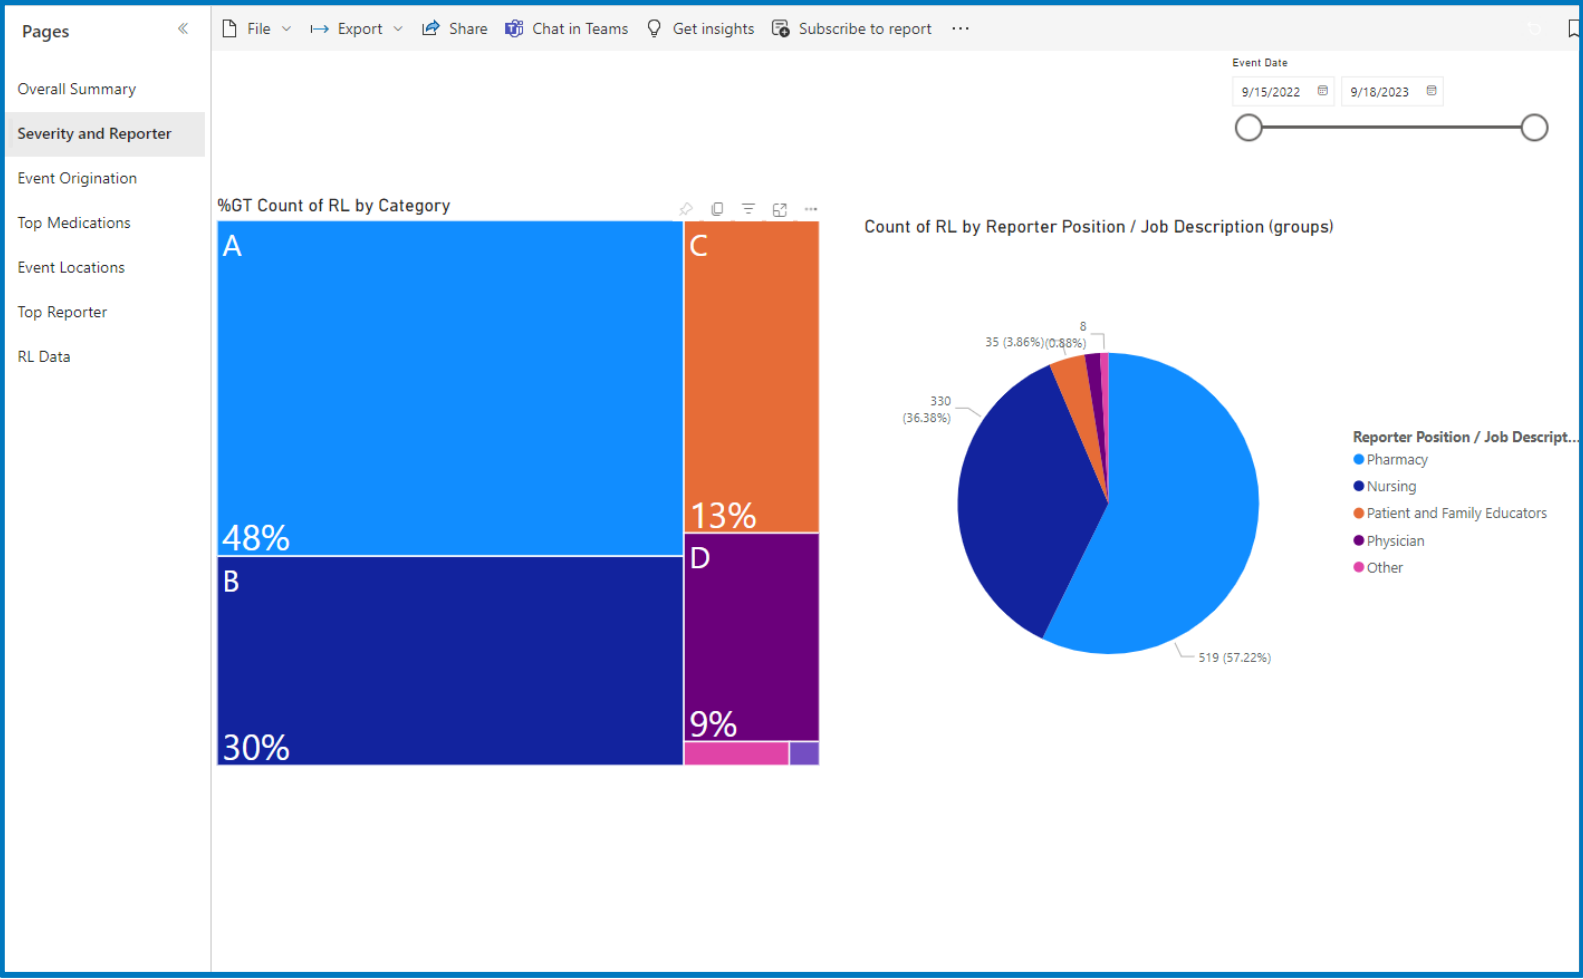 Pages
File
Export
Share
Chat in Teams
Get insights
Subscribe to report
Overall Summary
Severity and Reporter
Event Origination
Top Medications
Event Locations
Top Reporter
RL Data
Event Date
9/15/2022
9/18/2023
%GT Count of RL by Category
A
48%
B
30%
C
13%
D
9%
Count of RL by Reporter Position / Job Description (groups)
8
(0.88%)
35 (3.86%)
330
(36.38%)
519 (57.22%)
Reporter Position / Job Descript...
Pharmacy
Nursing
Patient and Family Educators
Physician
Other